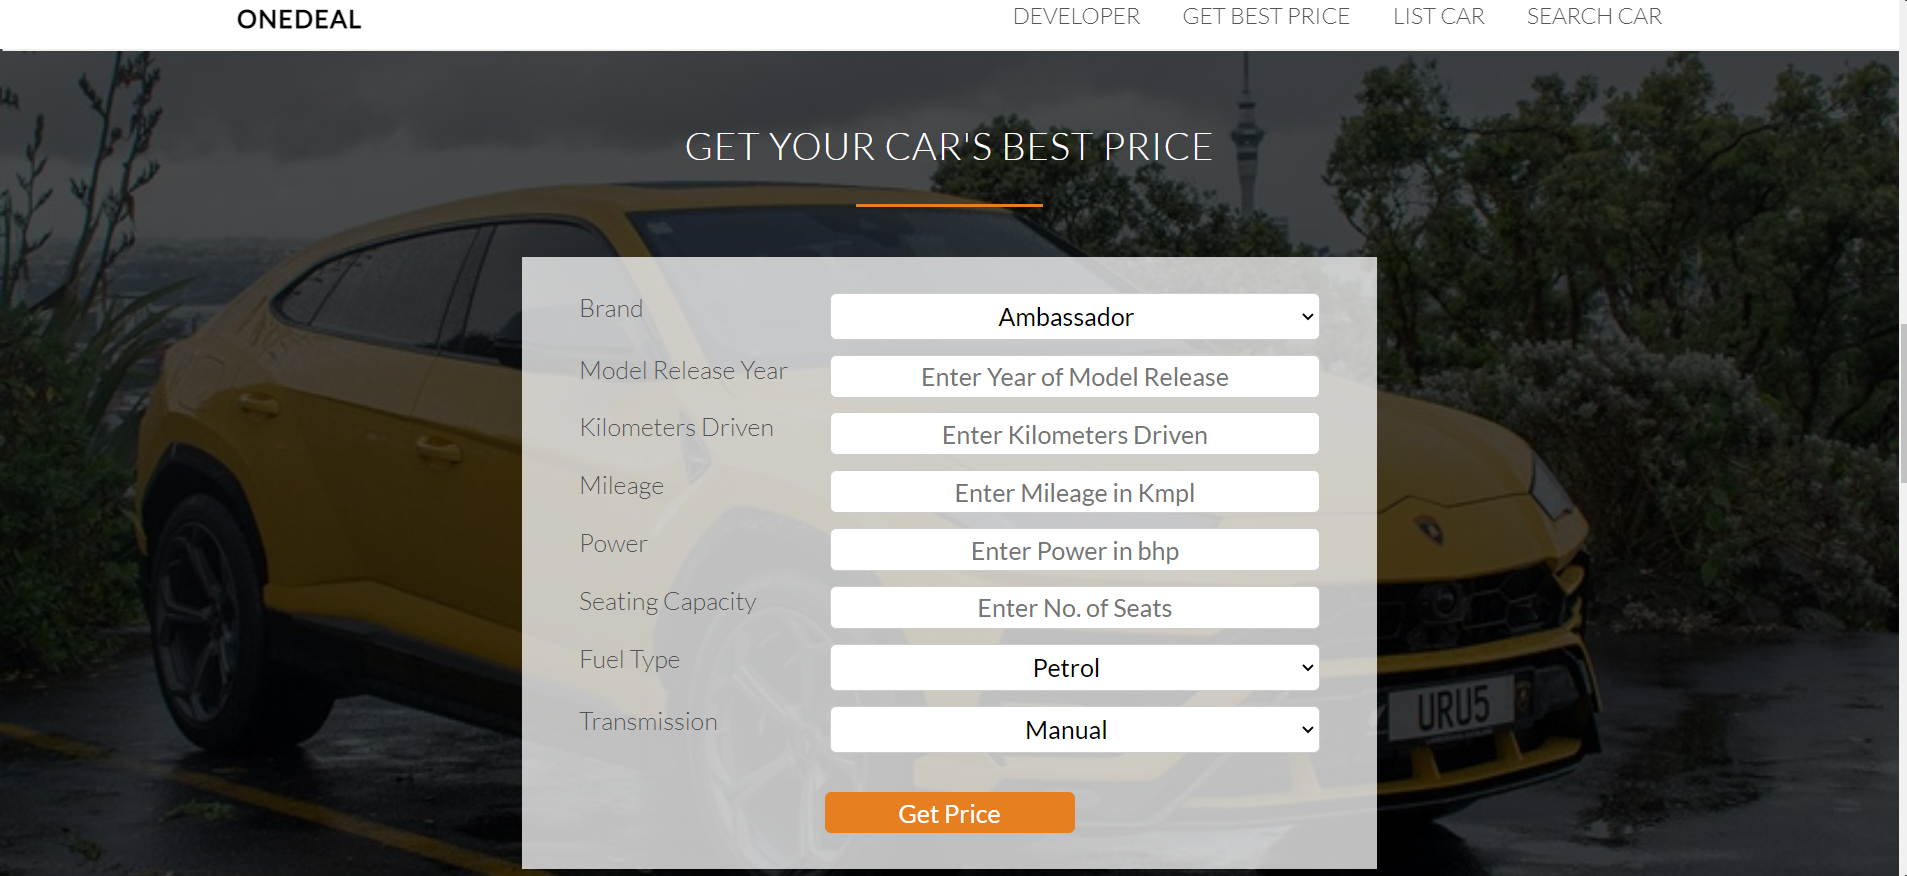 ONEDEAL
DEVELOPER GET BEST PRICE LIST CAR SEARCH CAR
GET YOUR CAR'S BEST PRICE
Brand Ambassador
Model Release Year Enter Year of Model Release
Kilometers Driven Enter Kilometers Driven
Mileage Enter Mileage in Kmpl
Power Enter Power in bhp
Seating Capacity Enter No. of Seats
Fuel Type Petrol
Transmission Manual
URU5
Get Price